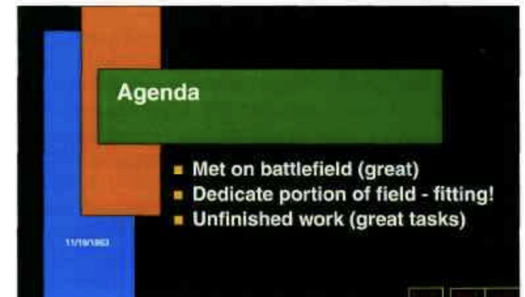 Agenda
■ Met on battlefield (great)
■ Dedicate portion of field - fitting!
■ Unfinished work (great tasks)
11/19/1863